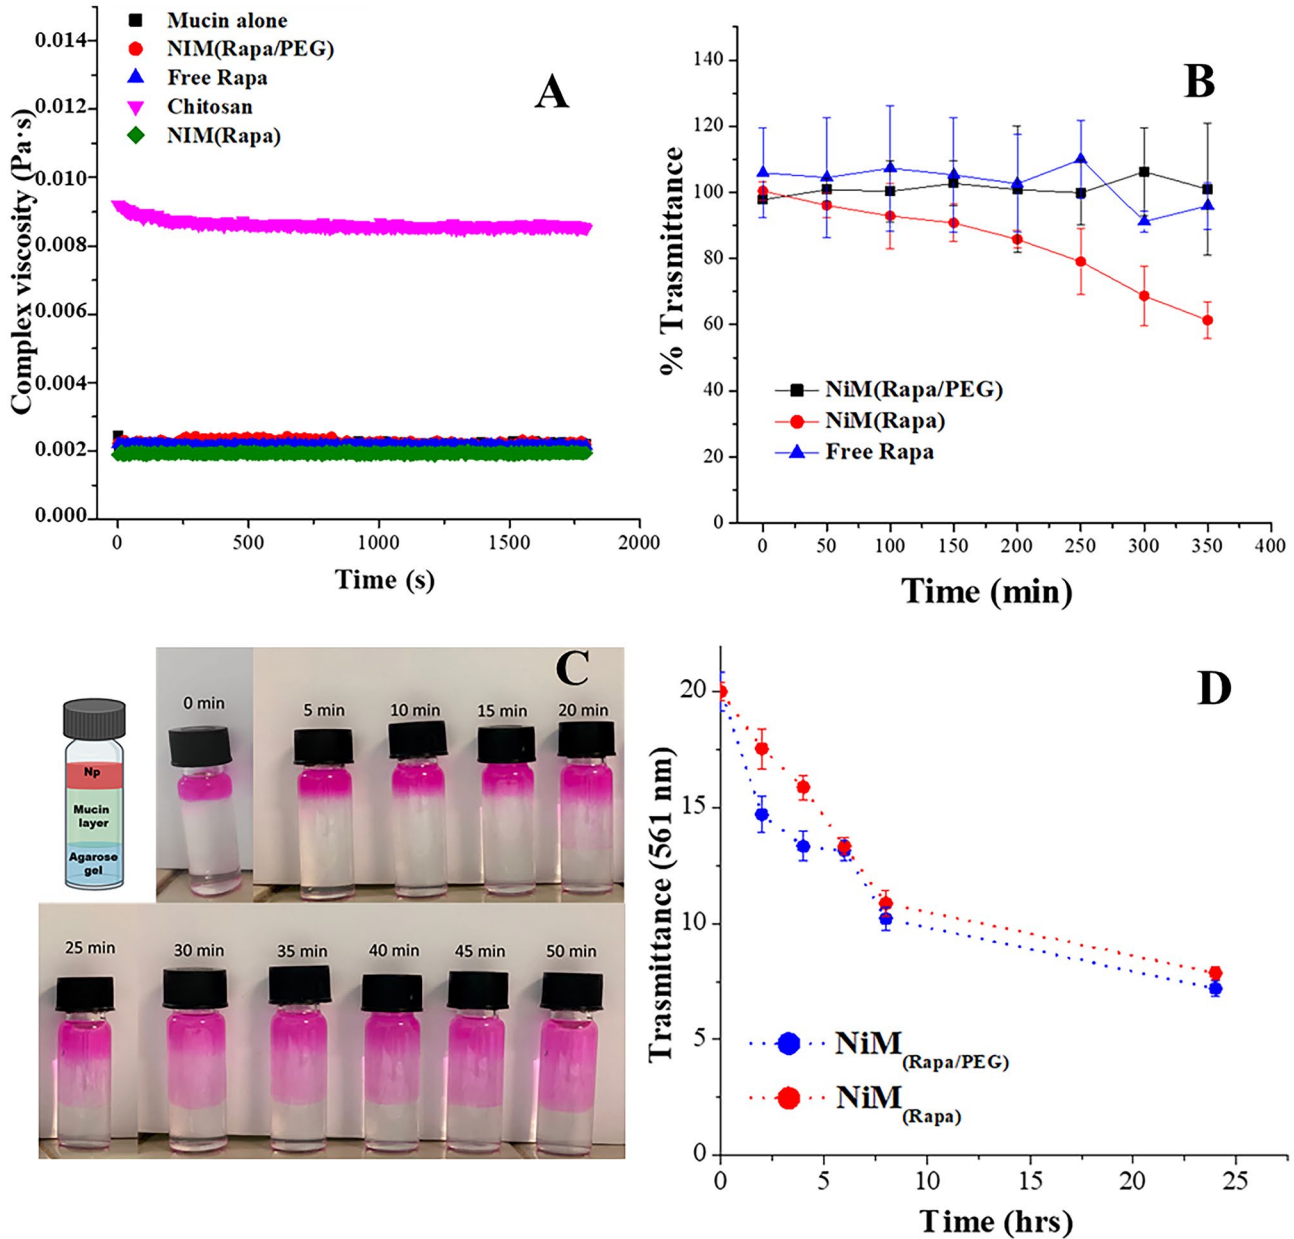 A
Mucin alone
NIM(Rapa/PEG)
Free Rapa
Chitosan
NIM(Rapa)
Complex viscosity (Pa·s)
0.014
0.012
0.010
0.008
0.006
0.004
0.002
0.000
0 500 1000 1500 2000
Time (s)
B
% Trasmittance
140
120
100
80
60
40
20
0
NiM(Rapa/PEG)
NiM(Rapa)
Free Rapa
0 50 100 150 200 250 300 350 400
Time (min)
C
Np
Mucin
layer
Agarose
gel
0 min
5 min 10 min 15 min 20 min
25 min 30 min 35 min 40 min 45 min 50 min
D
Trasmittance (561 nm)
20
15
10
5
0
NiM(Rapa/PEG)
NiM(Rapa)
0 5 10 15 20 25
Time (hrs)